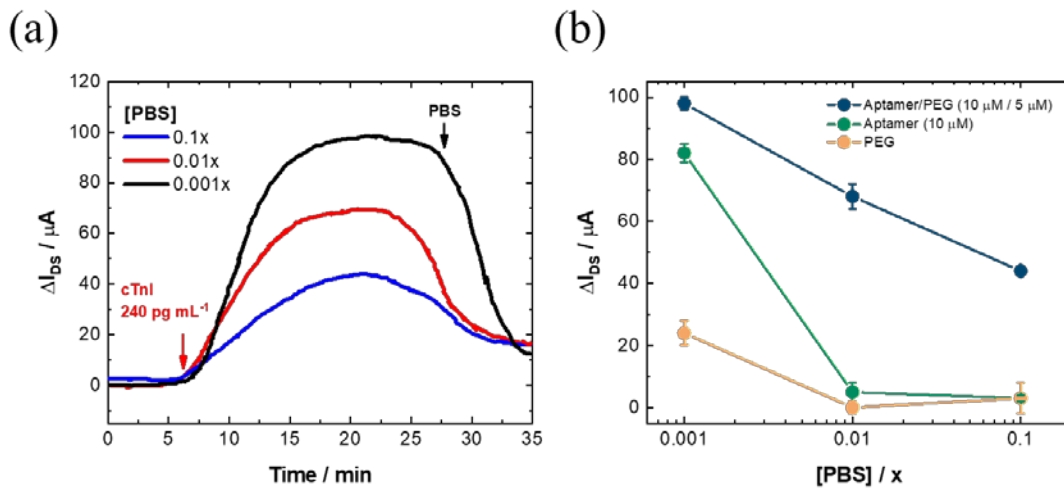 (a)
(b)
120
100
80
60
40
20
0
ΔI_DS / μA
[PBS]
0.1x
0.01x
0.001x
PBS
cTnI
240 pg mL⁻¹
0 5 10 15 20 25 30 35
Time / min
100
80
60
40
20
0
ΔI_DS / μA
Aptamer/PEG (10 μM / 5 μM)
Aptamer (10 μM)
PEG
0.001 0.01 0.1
[PBS] / x